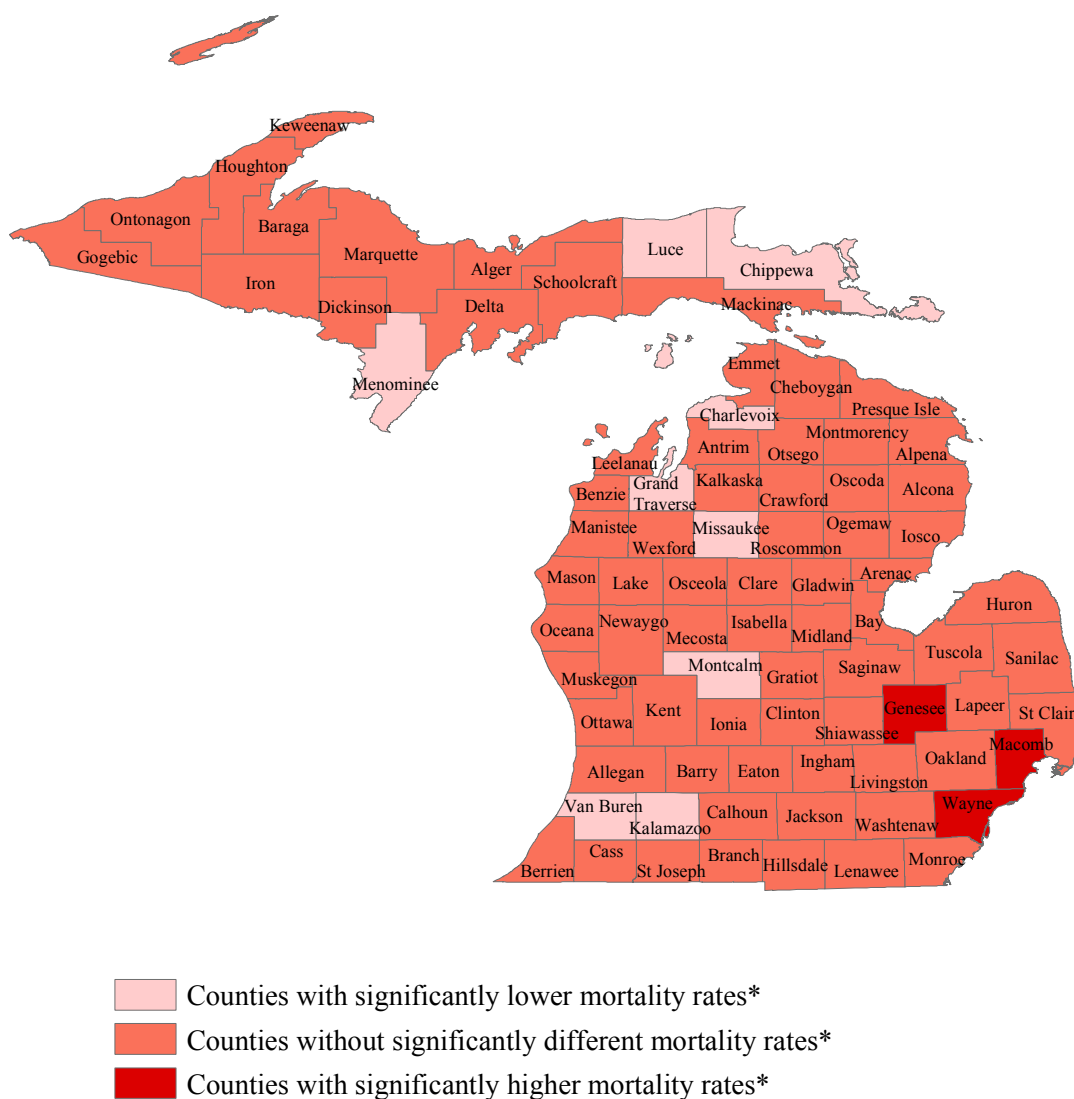 Keweenaw
Houghton
Ontonagon
Baraga
Gogebic
Marquette
Iron
Alger
Luce
Chippewa
Schoolcraft
Dickinson
Delta
Mackinac
Menominee
Emmet
Cheboygan
Presque Isle
Charlevoix
Montmorency
Antrim
Otsego
Alpena
Leelanau
Grand
Traverse
Kalkaska
Oscoda
Benzie
Crawford
Alcona
Manistee
Missaukee
Ogemaw
Wexford
Roscommon
Iosco
Arenac
Mason
Lake
Osceola
Clare
Gladwin
Huron
Oceana
Newaygo
Mecosta
Isabella
Midland
Bay
Tuscola
Sanilac
Montcalm
Gratiot
Saginaw
Muskegon
Ottawa
Kent
Ionia
Clinton
Shiawassee
Genesee
Lapeer
St Clair
Macomb
Oakland
Allegan
Barry
Eaton
Ingham
Livingston
Van Buren
Kalamazoo
Calhoun
Jackson
Washtenaw
Wayne
Berrien
Cass
St Joseph
Branch
Hillsdale
Lenawee
Monroe
Counties with significantly lower mortality rates*
Counties without significantly different mortality rates*
Counties with significantly higher mortality rates*